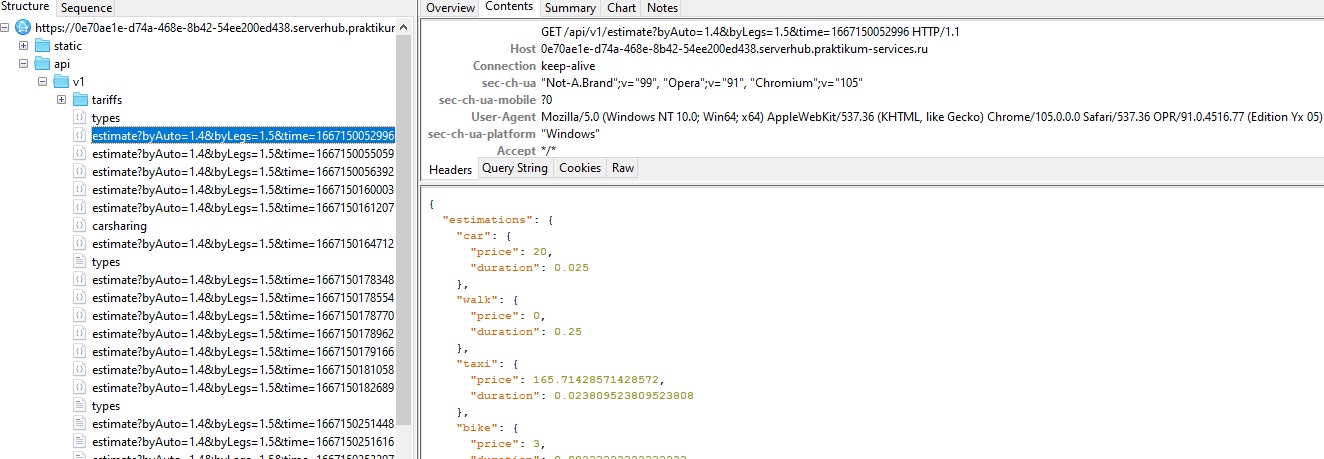 Structure Sequence
https://0e70ae1e-d74a-468e-8b42-54ee200ed438.serverhub.praktikur
static
api
v1
tariffs
types
estimate?byAuto=1.4&byLegs=1.5&time=1667150052996
estimate?byAuto=1.4&byLegs=1.5&time=1667150055059
estimate?byAuto=1.4&byLegs=1.5&time=1667150056392
estimate?byAuto=1.4&byLegs=1.5&time=1667150160003
estimate?byAuto=1.4&byLegs=1.5&time=1667150161207
carsharing
estimate?byAuto=1.4&byLegs=1.5&time=1667150164712
types
estimate?byAuto=1.4&byLegs=1.5&time=1667150178348
estimate?byAuto=1.4&byLegs=1.5&time=1667150178554
estimate?byAuto=1.4&byLegs=1.5&time=1667150178770
estimate?byAuto=1.4&byLegs=1.5&time=1667150178962
estimate?byAuto=1.4&byLegs=1.5&time=1667150179166
estimate?byAuto=1.4&byLegs=1.5&time=1667150181058
estimate?byAuto=1.4&byLegs=1.5&time=1667150182689
types
estimate?byAuto=1.4&byLegs=1.5&time=1667150251448
estimate?byAuto=1.4&byLegs=1.5&time=1667150251616
Overview Contents Summary Chart Notes
GET /api/v1/estimate?byAuto=1.4&byLegs=1.5&time=1667150052996 HTTP/1.1
Host 0e70ae1e-d74a-468e-8b42-54ee200ed438.serverhub.praktikum-services.ru
Connection keep-alive
sec-ch-ua "Not-A.Brand";v="99", "Opera";v="91", "Chromium";v="105"
sec-ch-ua-mobile ?0
User-Agent Mozilla/5.0 (Windows NT 10.0; Win64; x64) AppleWebKit/537.36 (KHTML, like Gecko) Chrome/105.0.0.0 Safari/537.36 OPR/91.0.4516.77 (Edition Yx 05)
sec-ch-ua-platform "Windows"
Accept */*
Headers Query String Cookies Raw
{
"estimations": {
"car": {
"price": 20,
"duration": 0.025
},
"walk": {
"price": 0,
"duration": 0.25
},
"taxi": {
"price": 165.71428571428572,
"duration": 0.023809523809523808
},
"bike": {
"price": 3,